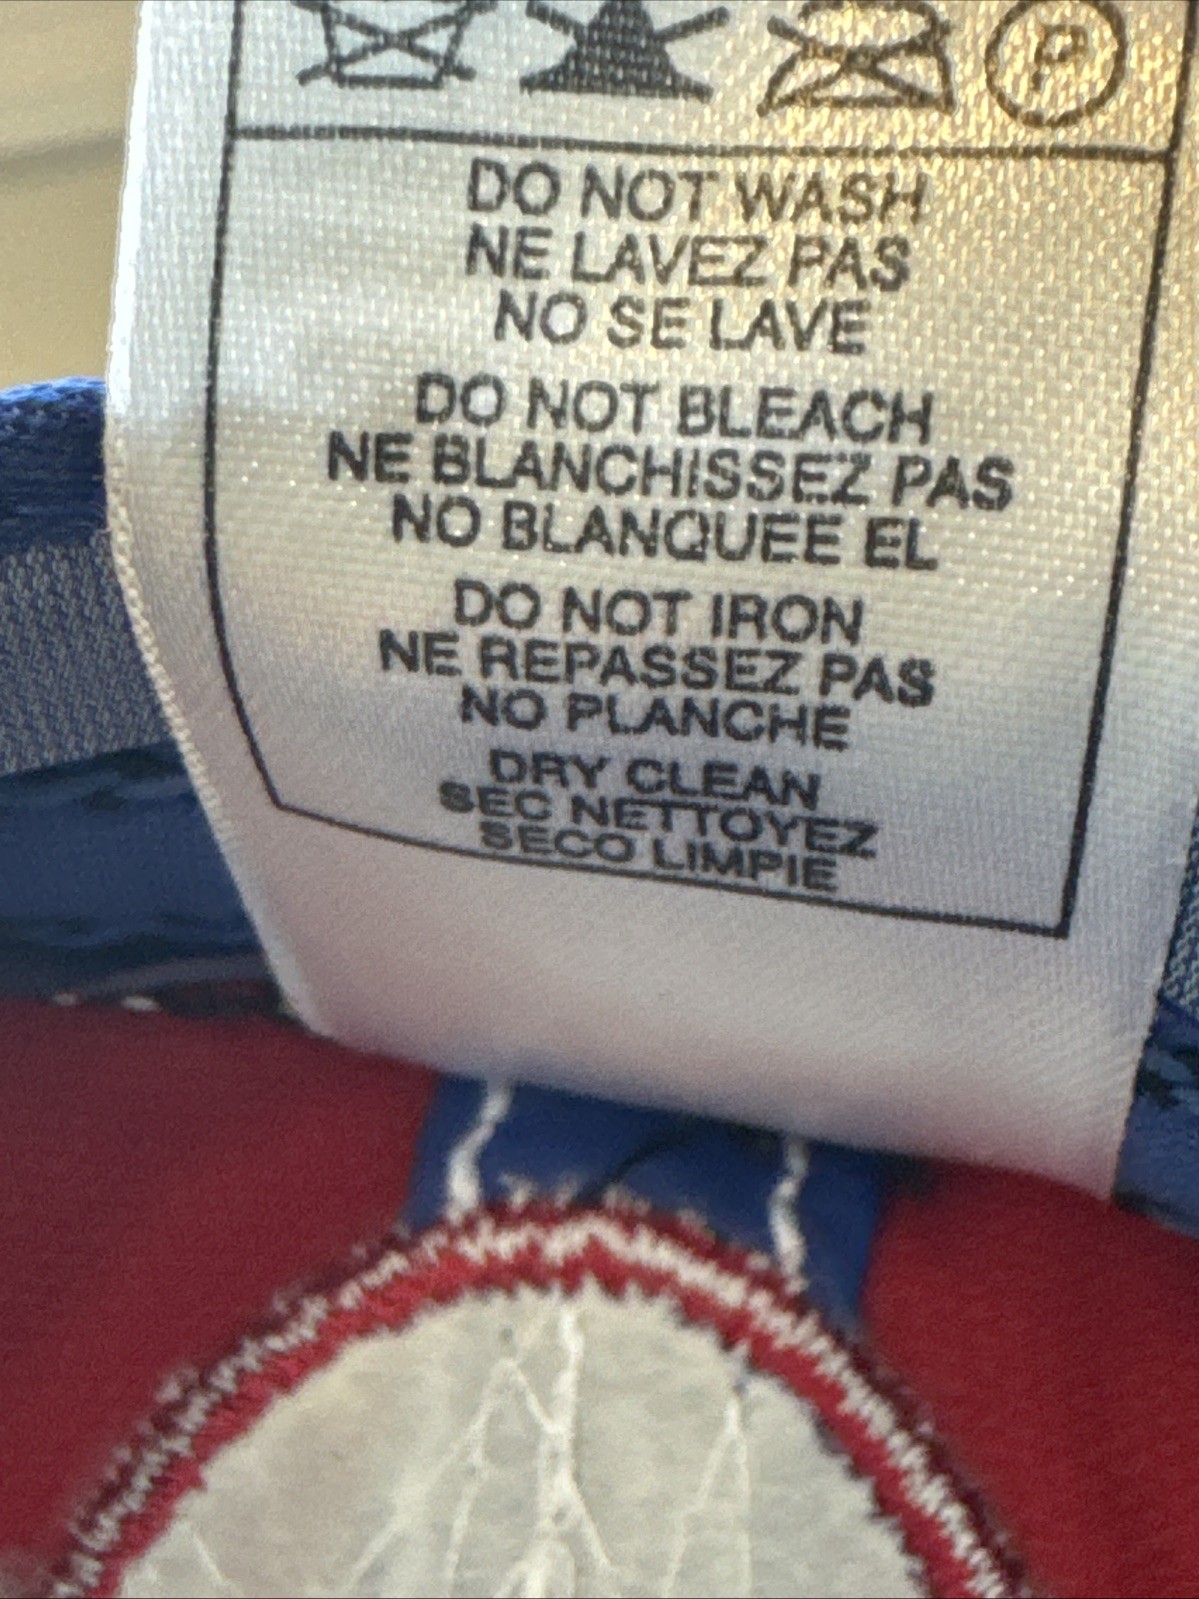 P
DO NOT WASH
NE LAVEZ PAS
NO SE LAVE
DO NOT BLEACH
NE BLANCHISSEZ PAS
NO BLANQUEE EL
DO NOT IRON
NE REPASSEZ PAS
NO PLANCHE
DRY CLEAN
SEC NETTOYEZ
SECO LIMPIE